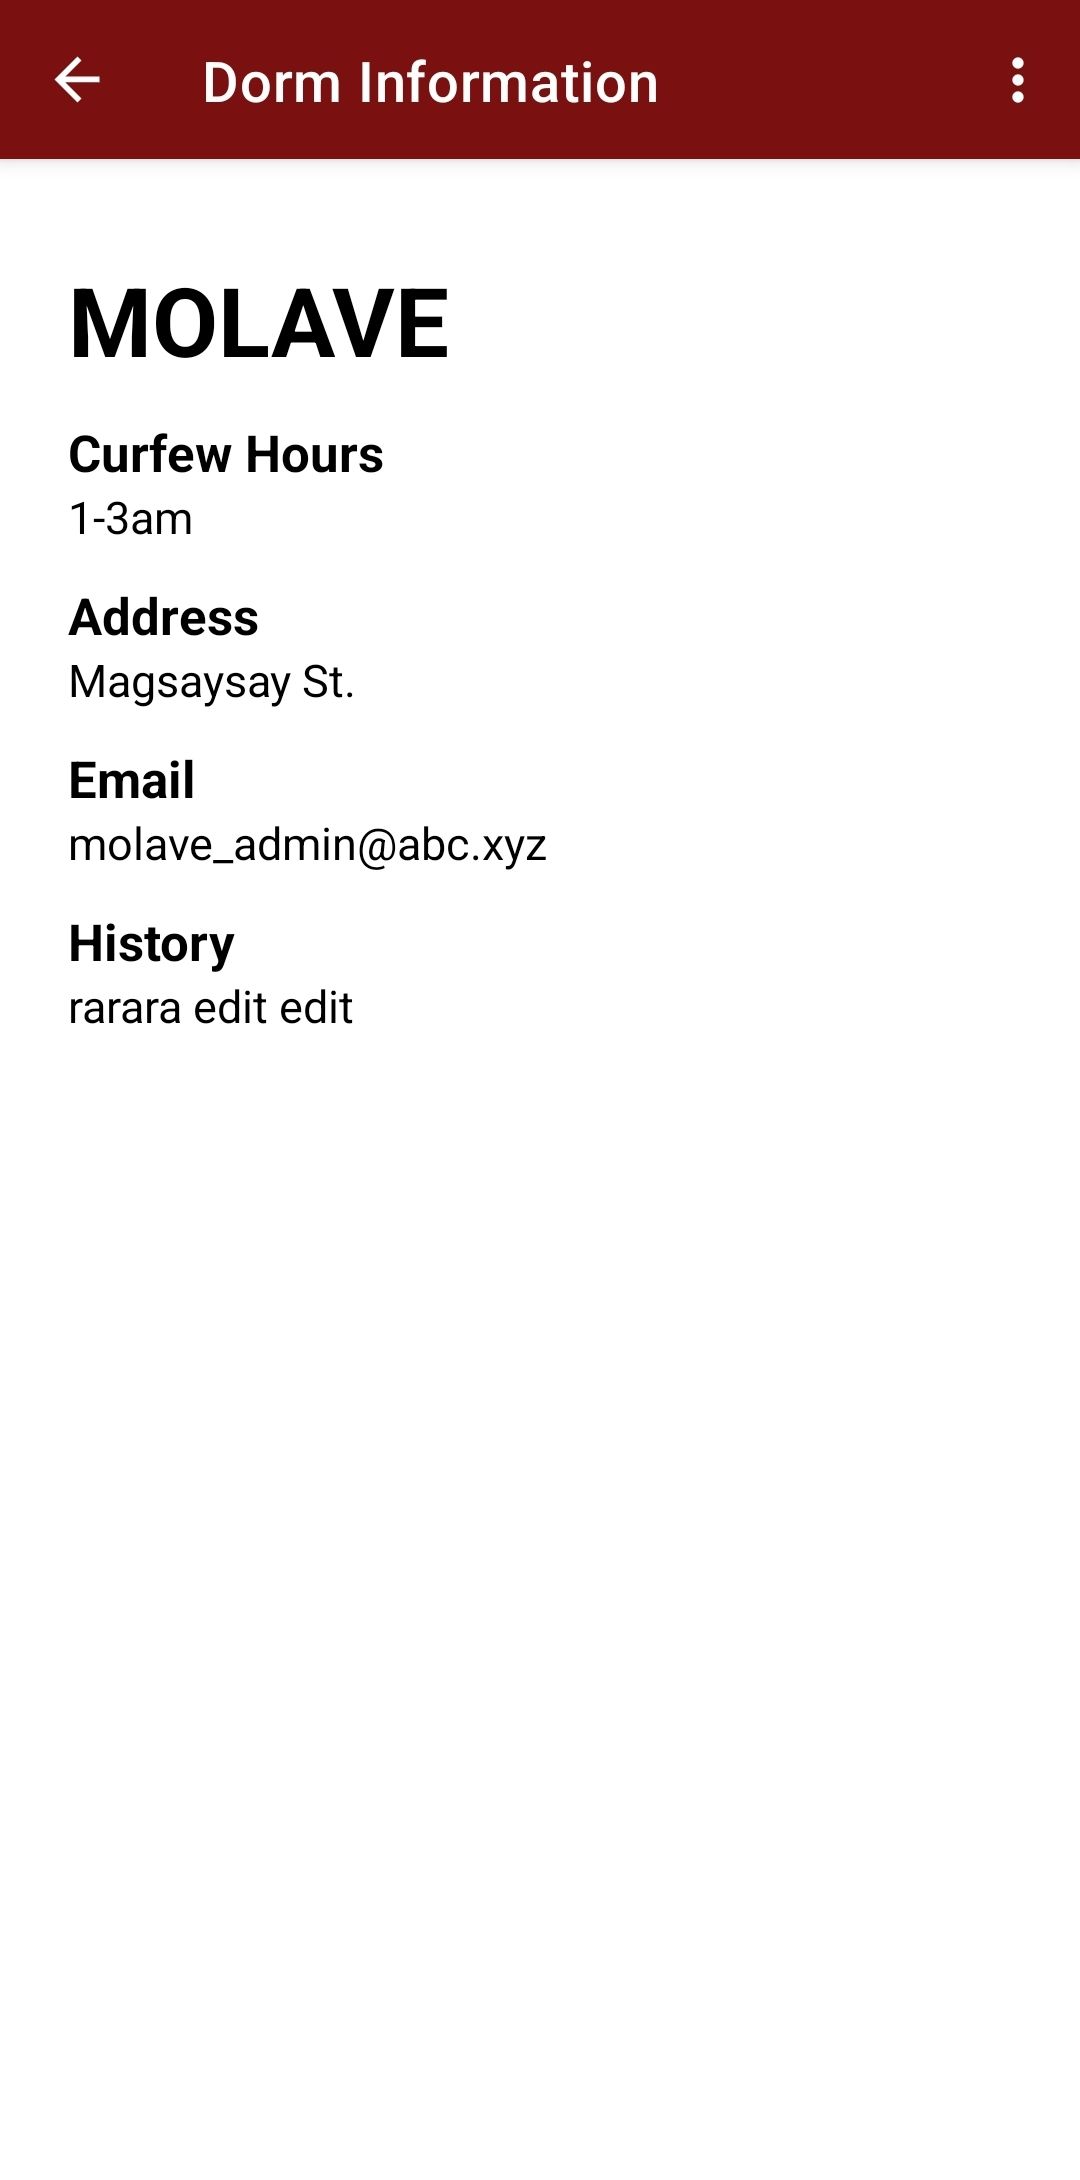 Dorm Information
MOLAVE
Curfew Hours
1-3am
Address
Magsaysay St.
Email
molave_admin@abc.xyz
History
rarara edit edit